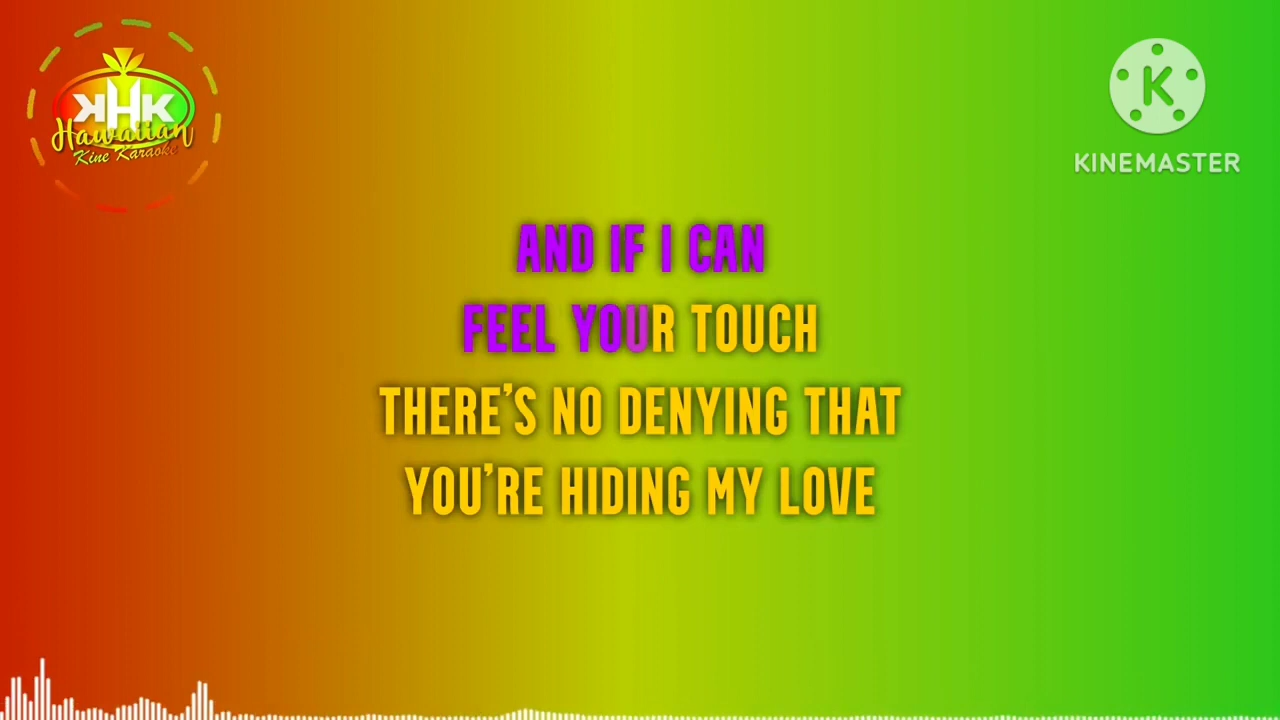 KHK
Hawaiian
Kine Karaoke
K
KINEMASTER
AND IF I CAN
FEEL YOUR TOUCH
THERE'S NO DENYING THAT
YOU'RE HIDING MY LOVE